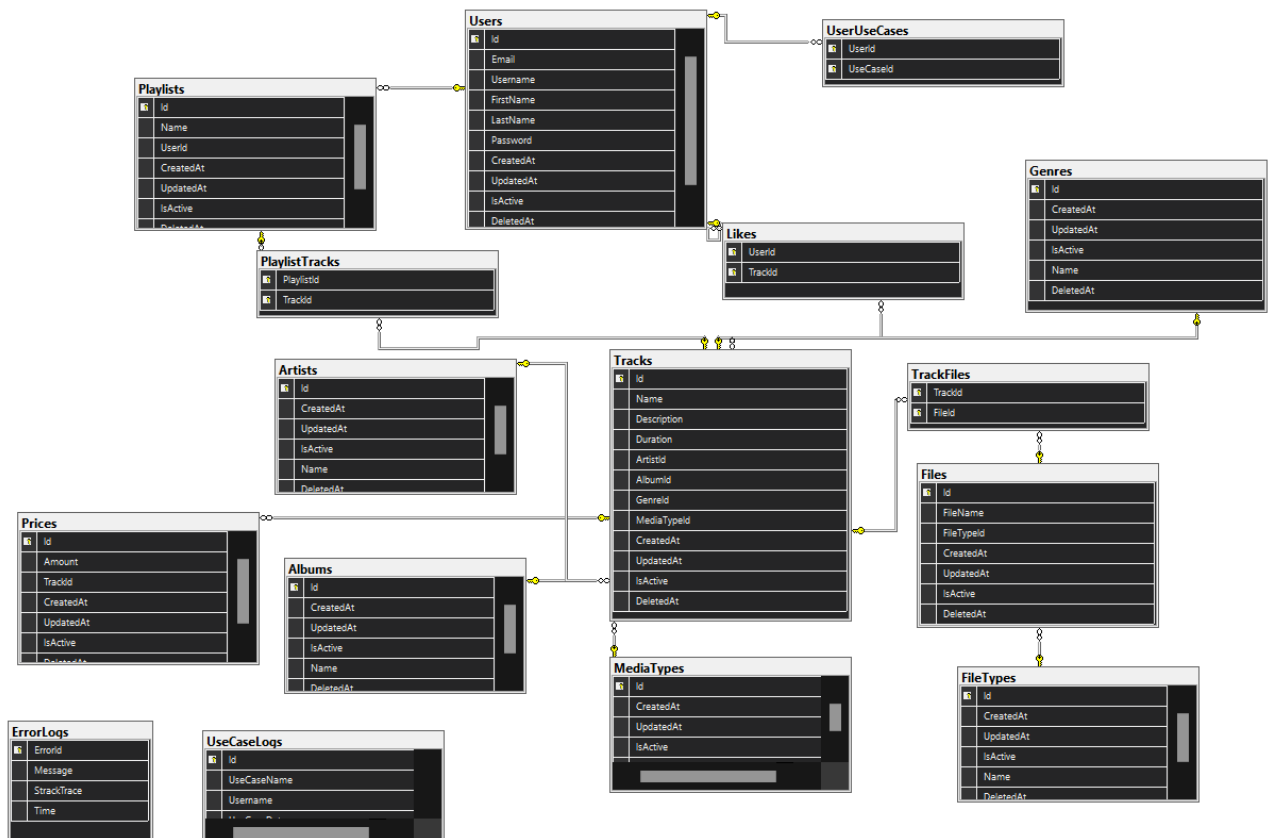 Users
Id
Email
Username
FirstName
LastName
Password
CreatedAt
UpdatedAt
IsActive
DeletedAt
UserUseCases
UserId
UseCaseId
Playlists
Id
Name
UserId
CreatedAt
UpdatedAt
IsActive
DeletedAt
Genres
Id
CreatedAt
UpdatedAt
IsActive
Name
DeletedAt
Likes
UserId
TrackId
PlaylistTracks
PlaylistId
TrackId
Artists
Id
CreatedAt
UpdatedAt
IsActive
Name
DeletedAt
Tracks
Id
Name
Description
Duration
ArtistId
AlbumId
GenreId
MediaTypeId
CreatedAt
UpdatedAt
IsActive
DeletedAt
TrackFiles
TrackId
FileId
Files
Id
FileName
FileTypeId
CreatedAt
UpdatedAt
IsActive
DeletedAt
Prices
Id
Amount
TrackId
CreatedAt
UpdatedAt
IsActive
DeletedAt
Albums
Id
CreatedAt
UpdatedAt
IsActive
Name
DeletedAt
MediaTypes
Id
CreatedAt
UpdatedAt
IsActive
FileTypes
Id
CreatedAt
UpdatedAt
IsActive
Name
DeletedAt
ErrorLogs
ErrorId
Message
StrackTrace
Time
UseCaseLogs
Id
UseCaseName
Username